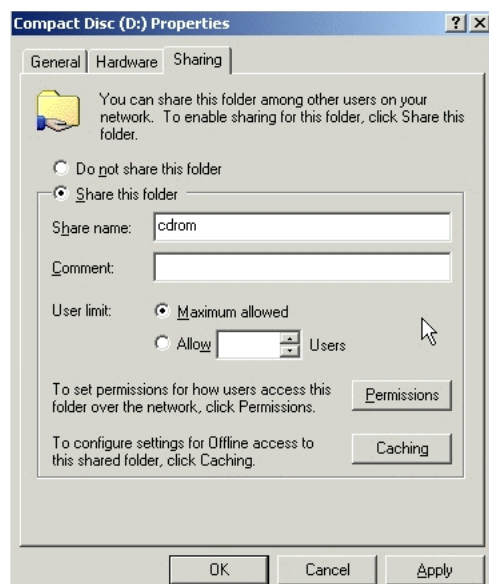 Compact Disc (D:) Properties
General Hardware Sharing
You can share this folder among other users on your
network. To enable sharing for this folder, click Share this
folder.
Do not share this folder
Share this folder
Share name: cdrom
Comment:
User limit: Maximum allowed
Allow Users
To set permissions for how users access this
folder over the network, click Permissions.
Permissions
To configure settings for Offline access to
this shared folder, click Caching.
Caching
OK Cancel Apply